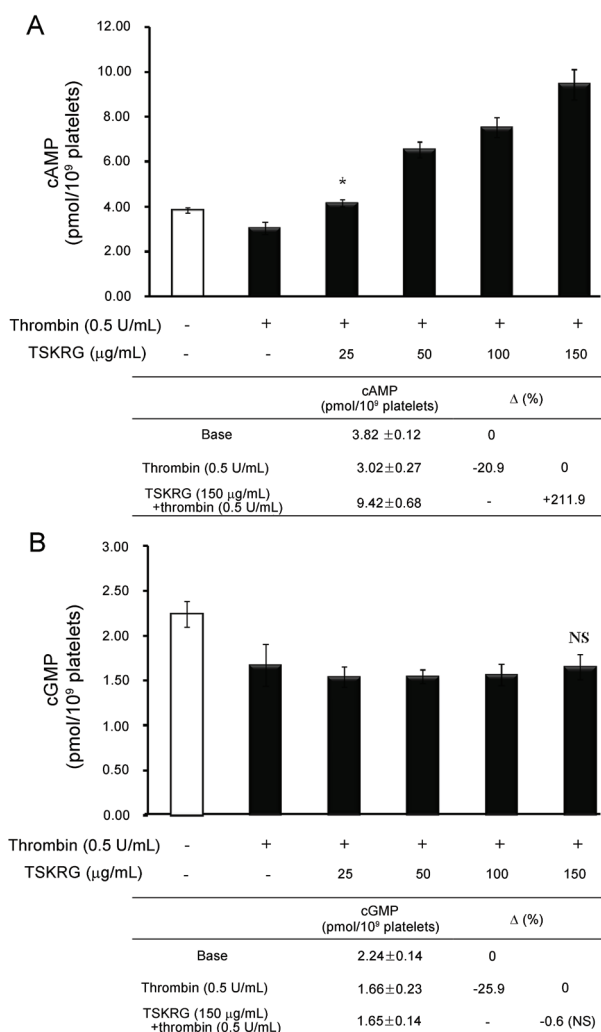 A
12.00
10.00
8.00
6.00
4.00
2.00
0.00
cAMP
(pmol/10⁹ platelets)
*
Thrombin (0.5 U/mL) - + + + + +
TSKRG (μg/mL) - - 25 50 100 150
cAMP
(pmol/10⁹ platelets) Δ (%)
Base 3.82 ±0.12 0
Thrombin (0.5 U/mL) 3.02±0.27 -20.9 0
TSKRG (150 μg/mL)
+thrombin (0.5 U/mL) 9.42±0.68 - +211.9
B
3.00
2.50
2.00
1.50
1.00
0.50
0.00
cGMP
(pmol/10⁹ platelets)
NS
Thrombin (0.5 U/mL) - + + + + +
TSKRG (μg/mL) - - 25 50 100 150
cGMP
(pmol/10⁹ platelets) Δ (%)
Base 2.24±0.14 0
Thrombin (0.5 U/mL) 1.66±0.23 -25.9 0
TSKRG (150 μg/mL)
+thrombin (0.5 U/mL) 1.65±0.14 - -0.6 (NS)